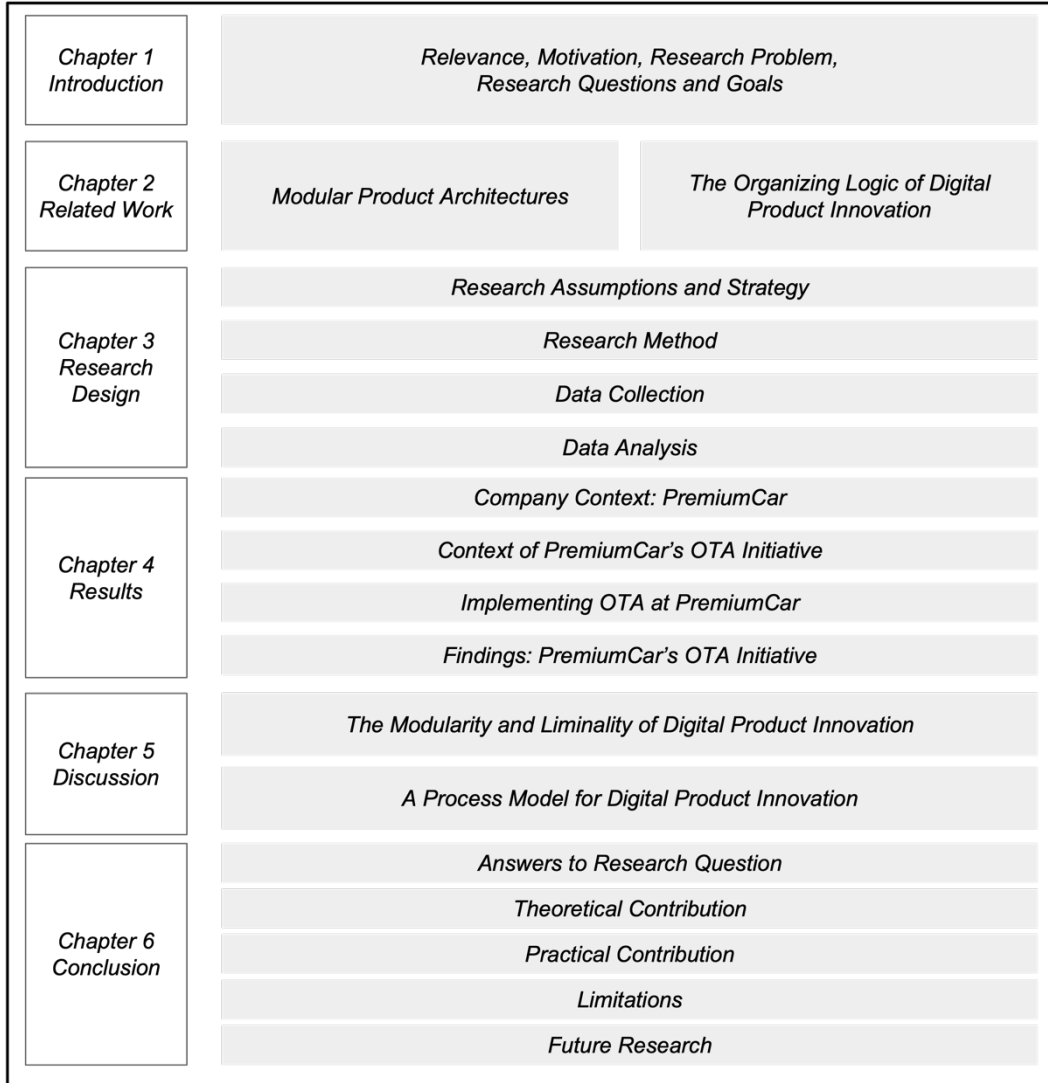 Chapter 1
Introduction
Relevance, Motivation, Research Problem,
Research Questions and Goals
Chapter 2
Related Work
Modular Product Architectures
The Organizing Logic of Digital
Product Innovation
Chapter 3
Research
Design
Research Assumptions and Strategy
Research Method
Data Collection
Data Analysis
Chapter 4
Results
Company Context: PremiumCar
Context of PremiumCar’s OTA Initiative
Implementing OTA at PremiumCar
Findings: PremiumCar’s OTA Initiative
Chapter 5
Discussion
The Modularity and Liminality of Digital Product Innovation
A Process Model for Digital Product Innovation
Chapter 6
Conclusion
Answers to Research Question
Theoretical Contribution
Practical Contribution
Limitations
Future Research